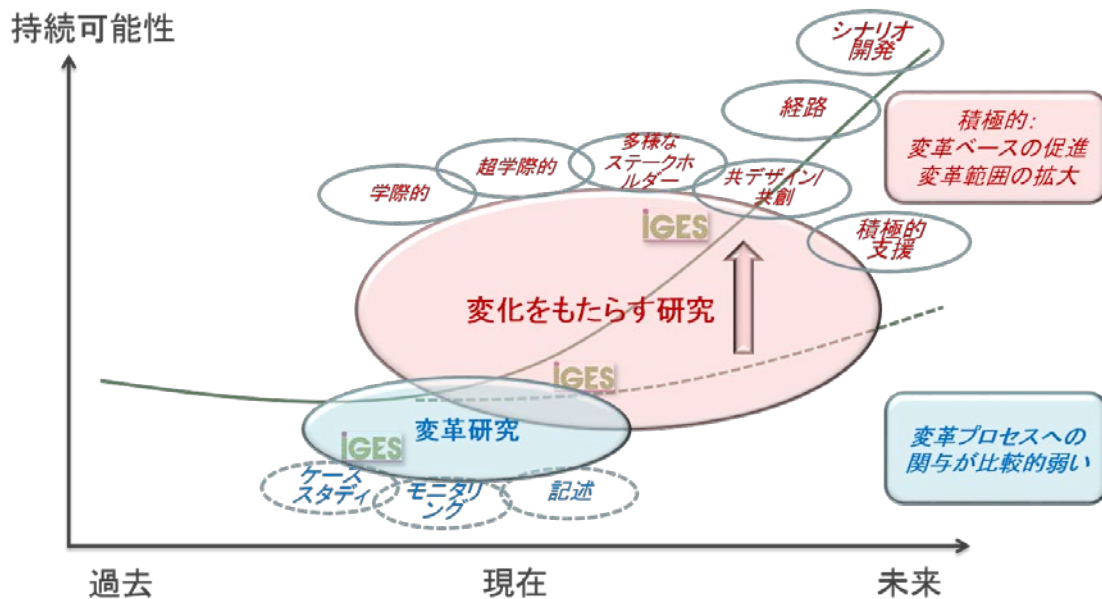 持続可能性
シナリオ
開発
経路
積極的：
変革ベースの促進
変革範囲の拡大
多様な
ステークホ
ルダー
超学際的
学際的
共デザイン/
共創
積極的
支援
iGES
変化をもたらす研究
iGES
変革研究
iGES
変革プロセスへの
関与が比較的弱い
ケース
スタディ
モニタリ
ング
記述
過去
現在
未来